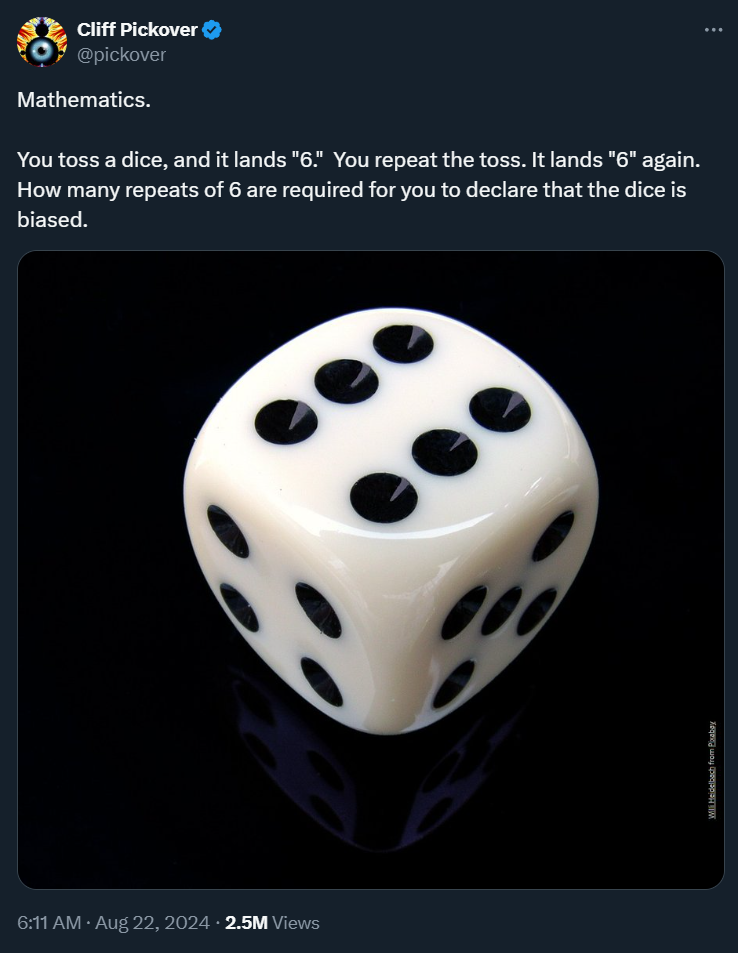 Cliff Pickover
@pickover
Mathematics.
You toss a dice, and it lands "6."  You repeat the toss. It lands "6" again.
How many repeats of 6 are required for you to declare that the dice is
biased.
Willi Heidelbach from Pixabay
6:11 AM · Aug 22, 2024 · 2.5M Views